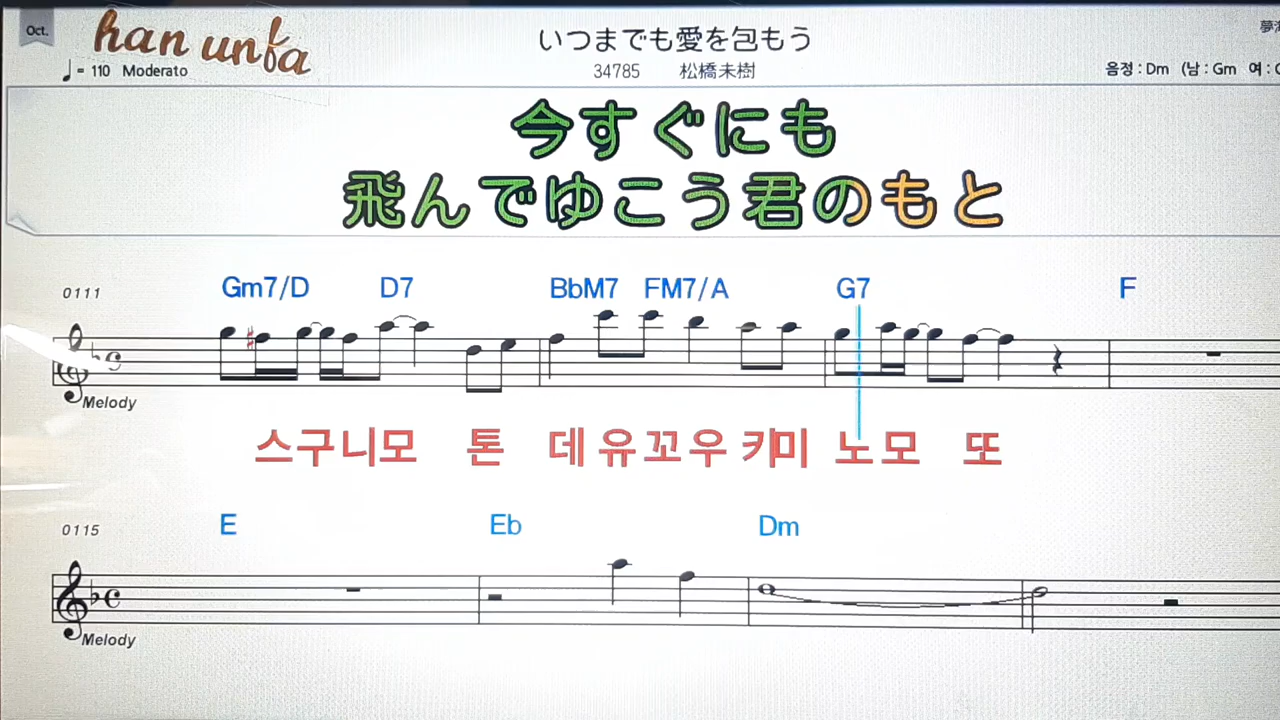 Oct.
han unfa
いつまでも愛を包もう
夢
♩= 110 Moderato
34785 松橋未樹
음정 : Dm (남 : Gm 여 :
今すぐにも
飛んでゆこう君のもと
0111
Gm7/D D7 BbM7 FM7/A G7 F
Melody
스구니모 톤 데유꼬우키미 노모 또
0115
E Eb Dm
Melody